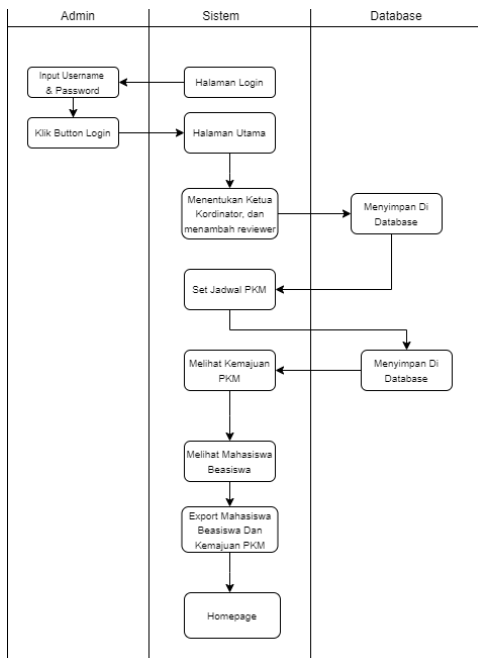 Admin
Sistem
Database
Input Username
& Password
Halaman Login
Klik Button Login
Halaman Utama
Menentukan Ketua
Kordinator, dan
menambah reviewer
Menyimpan Di
Database
Set Jadwal PKM
Melihat Kemajuan
PKM
Menyimpan Di
Database
Melihat Mahasiswa
Beasiswa
Export Mahasiswa
Beasiswa Dan
Kemajuan PKM
Homepage